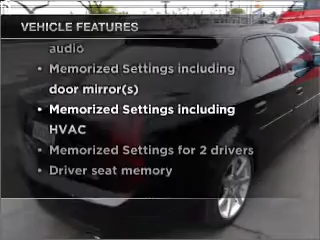 VEHICLE FEATURES
audio
• Memorized Settings including
door mirror(s)
• Memorized Settings including
HVAC
• Memorized Settings for 2 drivers
• Driver seat memory